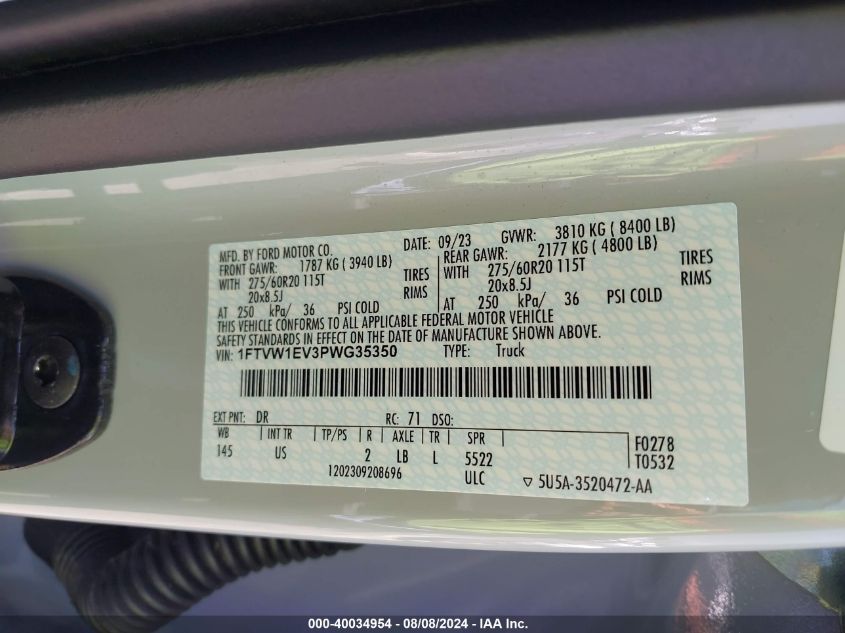 MFD. BY FORD MOTOR CO. DATE: 09/23 GVWR: 3810 KG ( 8400 LB)
FRONT GAWR: 1787 KG ( 3940 LB) REAR GAWR: 2177 KG ( 4800 LB)
WITH 275/60R20 115T TIRES WITH 275/60R20 115T TIRES
20x8.5J RIMS 20x8.5J RIMS
AT 250 kPa/ 36 PSI COLD AT 250 kPa/ 36 PSI COLD
THIS VEHICLE CONFORMS TO ALL APPLICABLE FEDERAL MOTOR VEHICLE
SAFETY STANDARDS IN EFFECT ON THE DATE OF MANUFACTURE SHOWN ABOVE.
VIN: 1FTVW1EV3PWG35350 TYPE: Truck
EXT PNT: DR RC: 71 DSO:
WB INT TR TP/PS R AXLE TR SPR F0278
145 US 2 LB L 5522 T0532
1202309208696 ULC ▽ 5U5A-3520472-AA
000-40034954 - 08/08/2024 - IAA Inc.